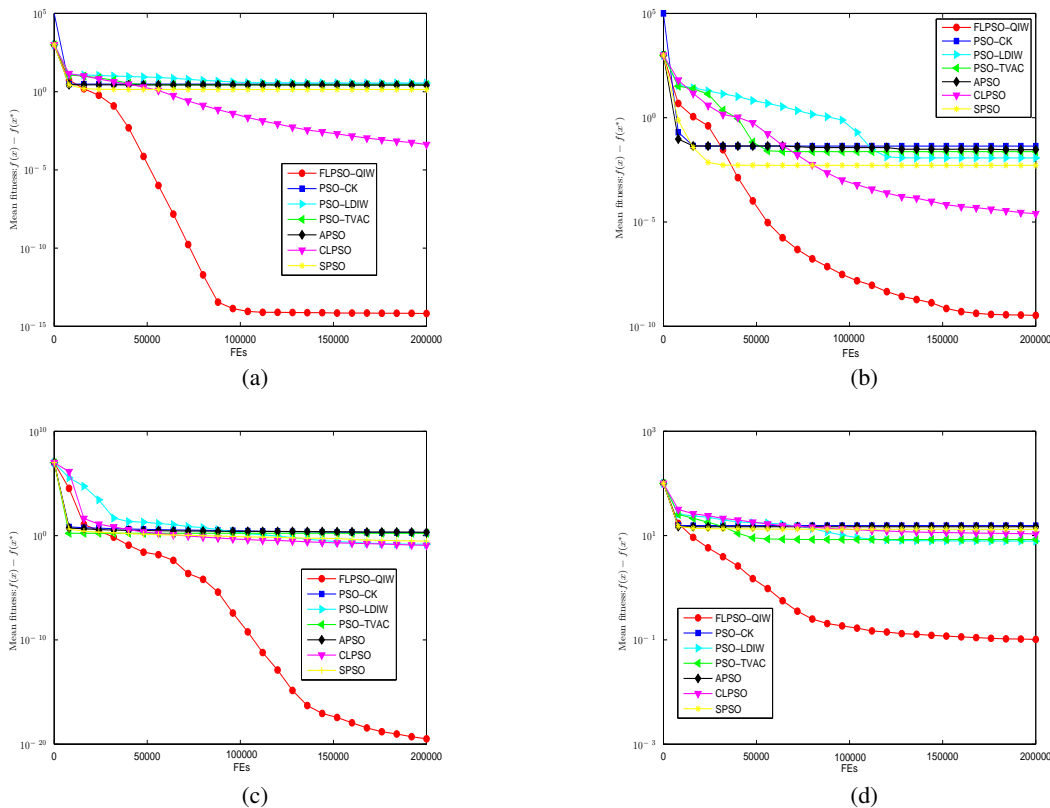 10^5
10^0
10^{-5}
10^{-10}
10^{-15}
Mean fitness: f(x) − f(x*)
0 50000 100000 150000 200000
FEs
FLPSO−QIW
PSO−CK
PSO−LDIW
PSO−TVAC
APSO
CLPSO
SPSO
(a)
10^5
10^0
10^{-5}
10^{-10}
Mean fitness: f(x) − f(x*)
0 50000 100000 150000 200000
FEs
FLPSO−QIW
PSO−CK
PSO−LDIW
PSO−TVAC
APSO
CLPSO
SPSO
(b)
10^{10}
10^0
10^{-10}
10^{-20}
Mean fitness: f(x) − f(x*)
0 50000 100000 150000 200000
FEs
FLPSO−QIW
PSO−CK
PSO−LDIW
PSO−TVAC
APSO
CLPSO
SPSO
(c)
10^3
10^1
10^{-1}
10^{-3}
Mean fitness: f(x) − f(x*)
0 50000 100000 150000 200000
FEs
FLPSO−QIW
PSO−CK
PSO−LDIW
PSO−TVAC
APSO
CLPSO
SPSO
(d)